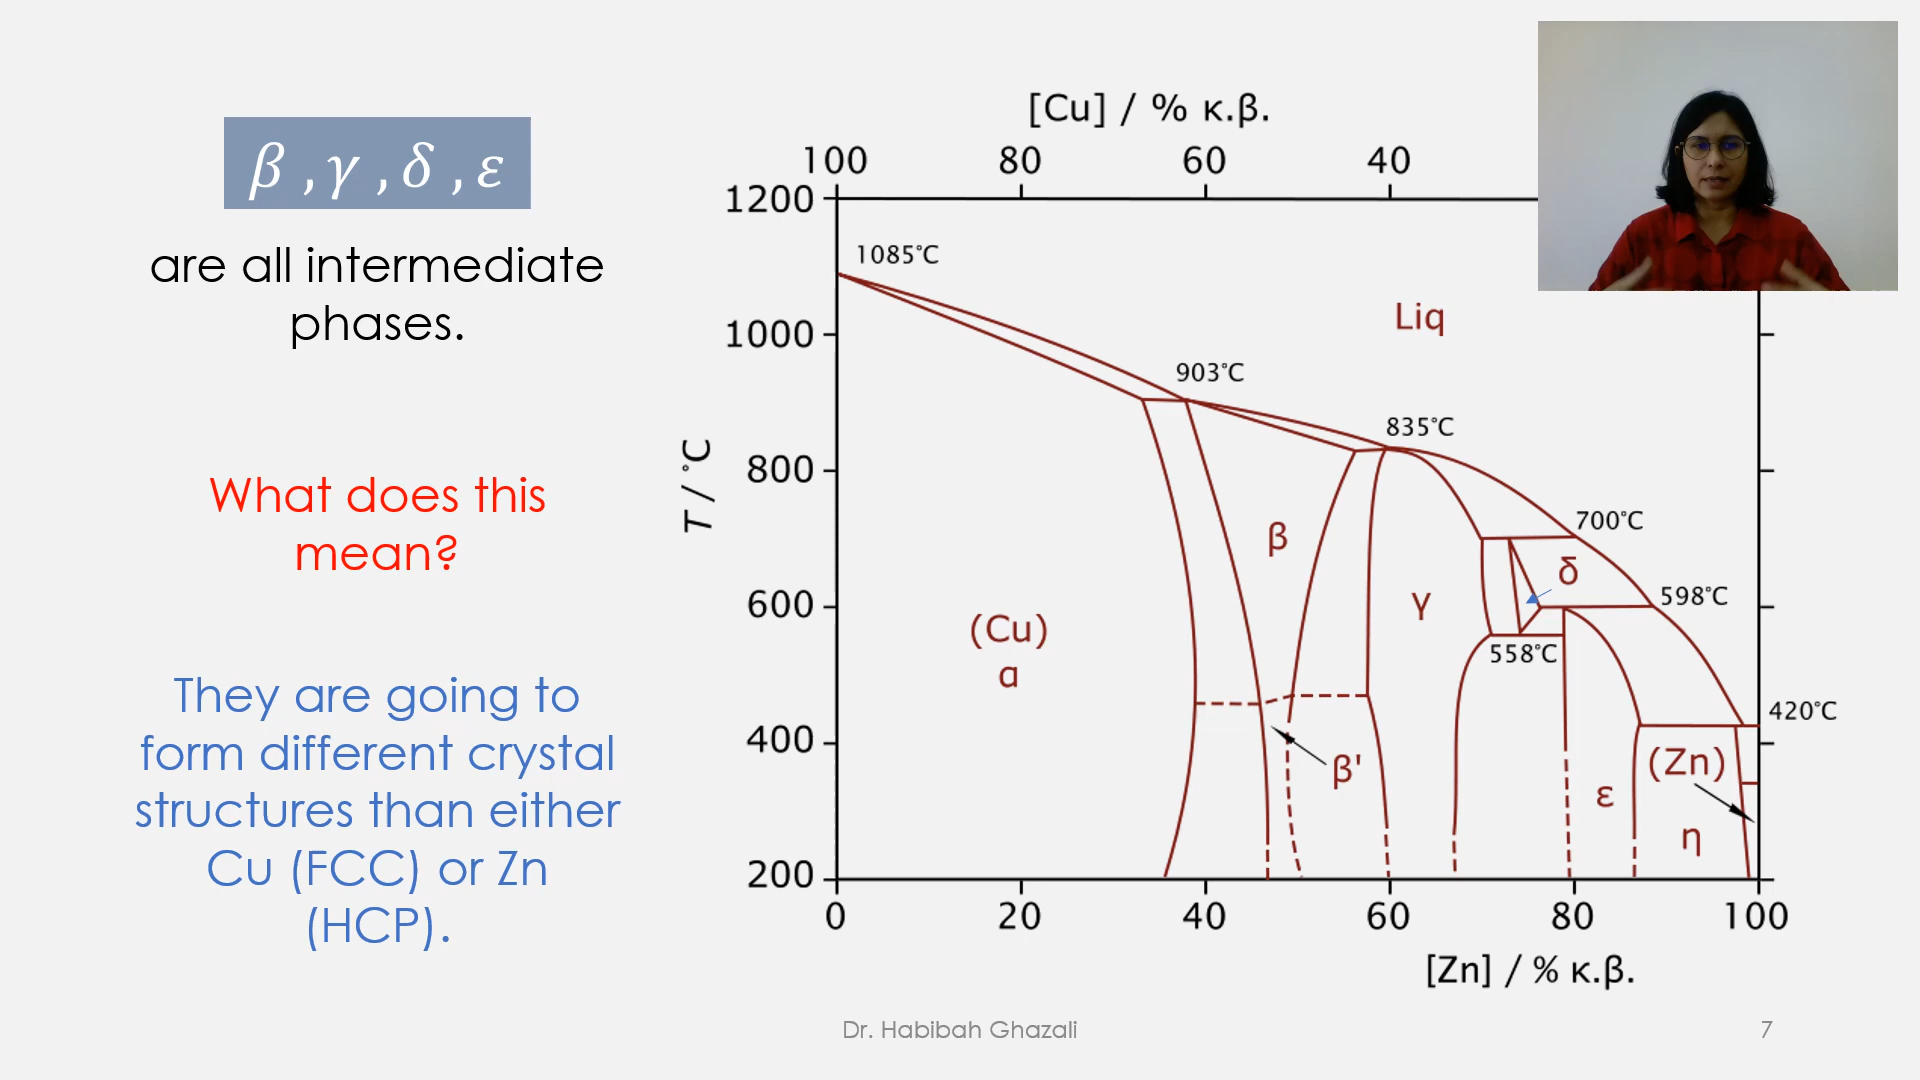 β , γ , δ , ε
are all intermediate
phases.
What does this
mean?
They are going to
form different crystal
structures than either
Cu (FCC) or Zn
(HCP).
[Cu] / % κ.β.
100 80 60 40
1200
1000
800
600
400
200
T / °C
1085°C
903°C
835°C
700°C
598°C
558°C
420°C
Liq
(Cu)
α
β
β'
γ
δ
ε
(Zn)
η
0 20 40 60 80 100
[Zn] / % κ.β.
Dr. Habibah Ghazali
7